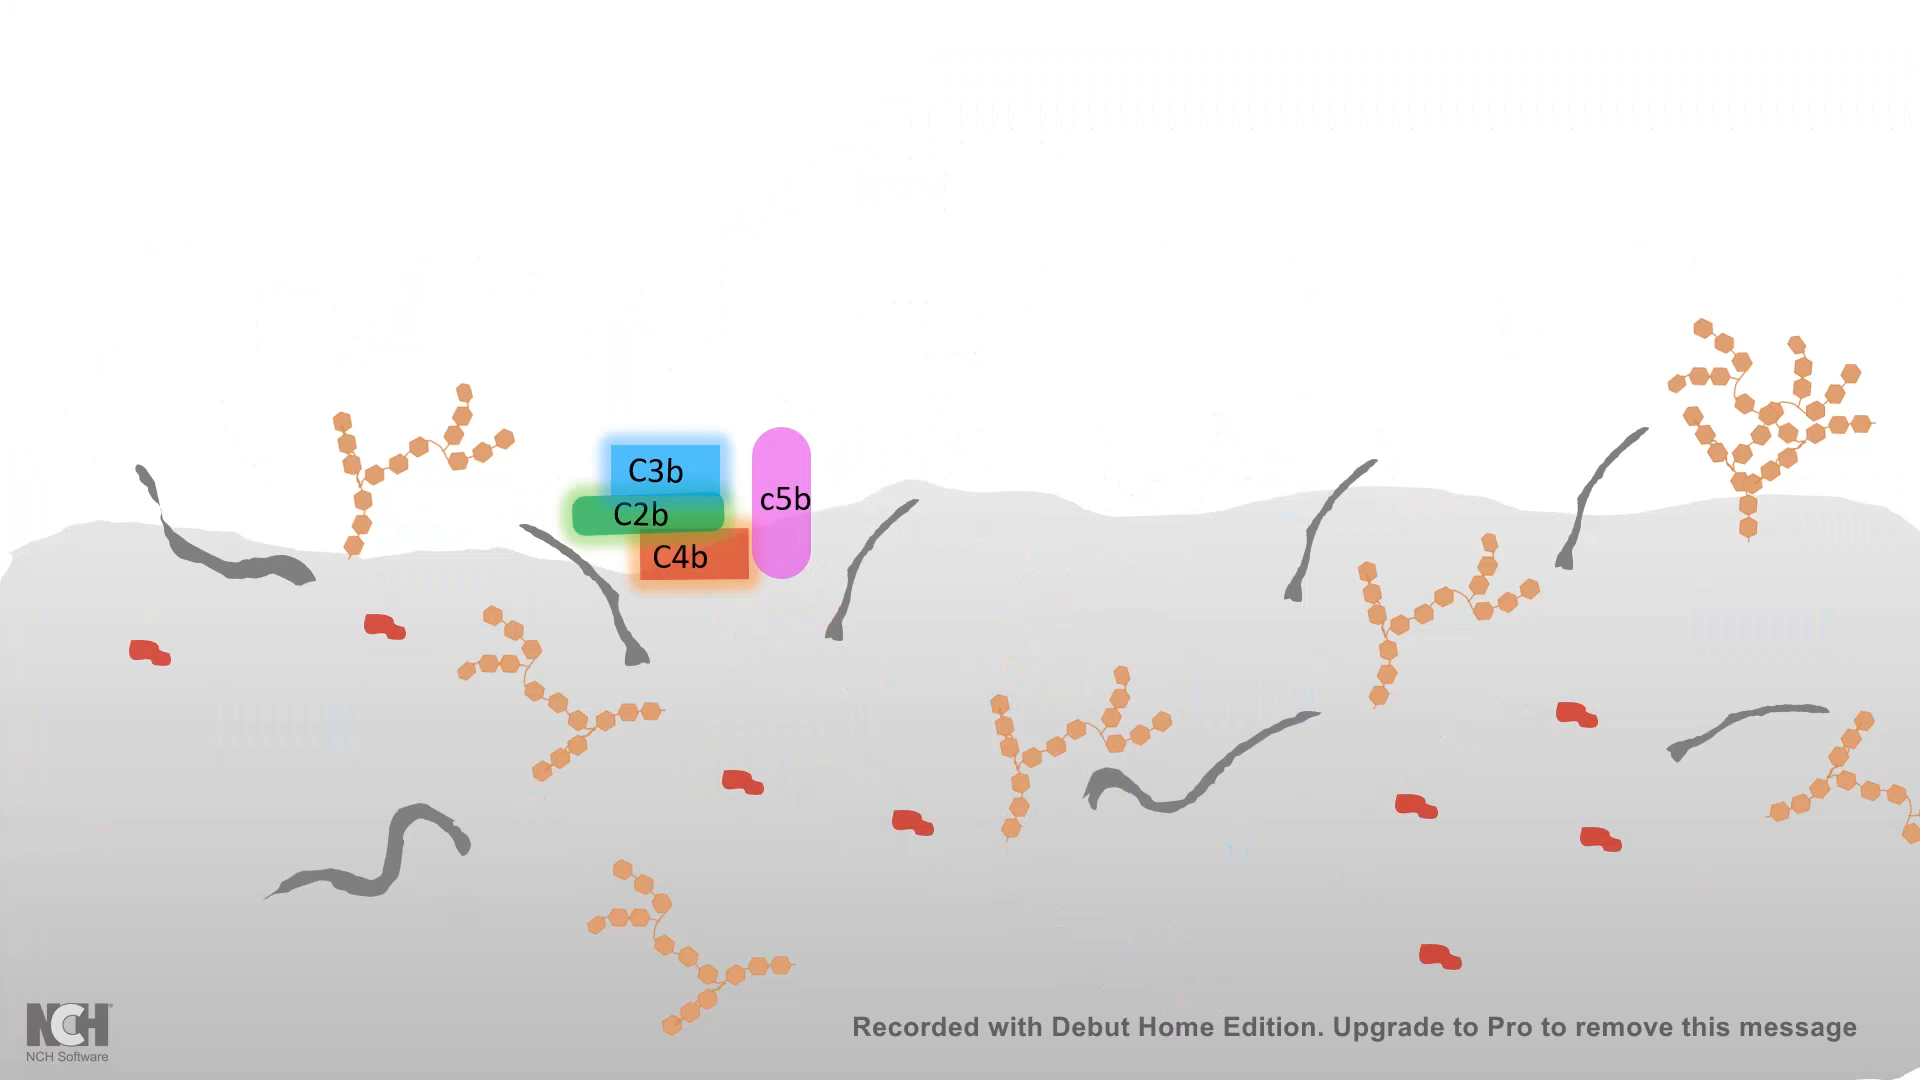 C3b
C2b
c5b
C4b
NCH
NCH Software
Recorded with Debut Home Edition. Upgrade to Pro to remove this message